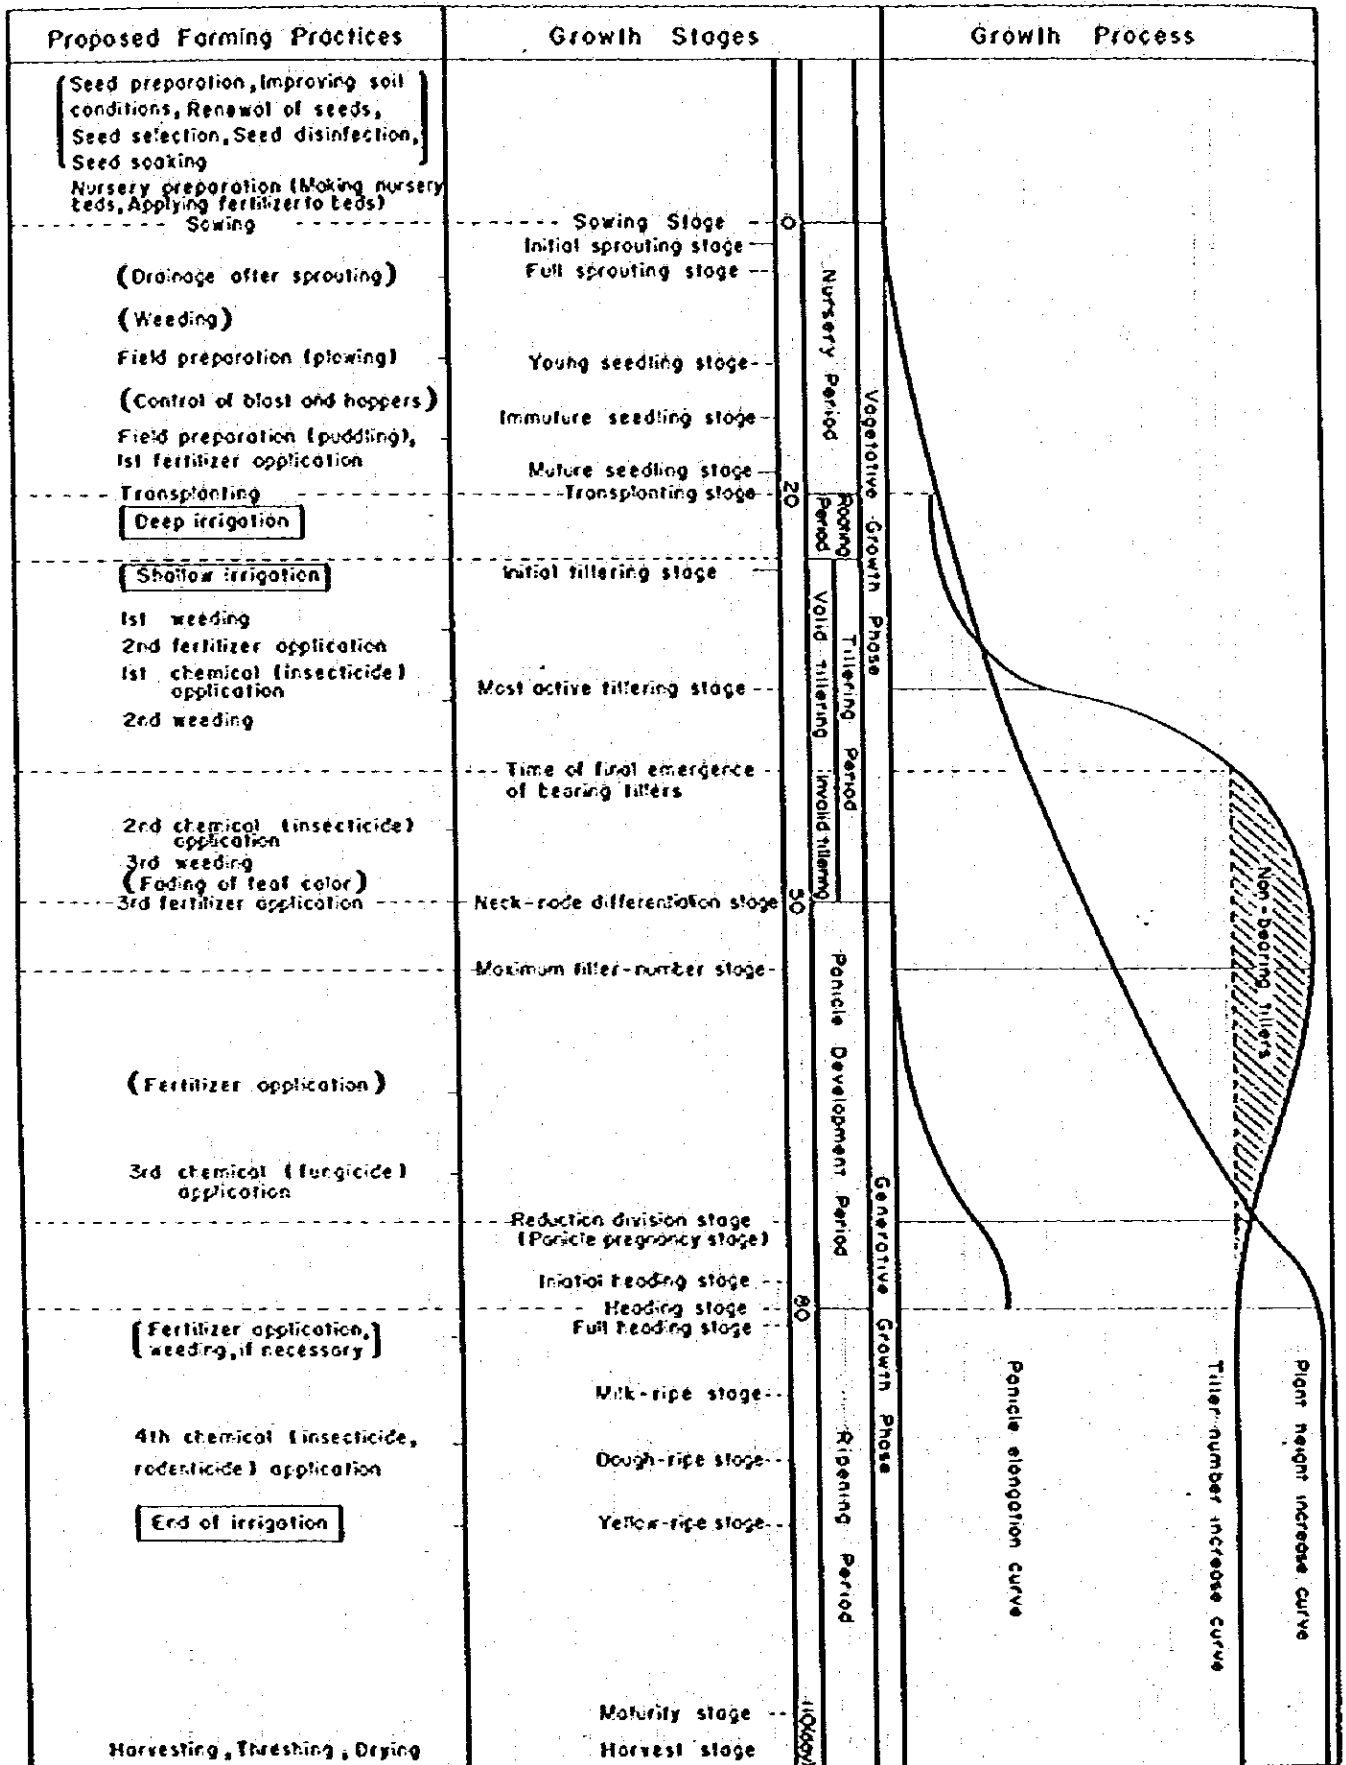 Proposed Farming Practices
Growth Stages
Growth Process
Seed preparation, Improving soil
conditions, Renewal of seeds,
Seed selection, Seed disinfection,
Seed soaking
Nursery preparation (Making nursery
beds, Applying fertilizer to beds)
Sowing
(Drainage after sprouting)
(Weeding)
Field preparation (plowing)
(Control of blast and hoppers)
Field preparation (puddling),
1st fertilizer application
Transplanting
Deep irrigation
Shallow irrigation
1st weeding
2nd fertilizer application
1st chemical (insecticide)
application
2nd weeding
2nd chemical (insecticide)
application
3rd weeding
(Fading of leaf color)
3rd fertilizer application
(Fertilizer application)
3rd chemical (fungicide)
application
[Fertilizer application,
weeding, if necessary]
4th chemical (insecticide,
rodenticide) application
End of irrigation
Harvesting, Threshing, Drying
Sowing Stage
Initial sprouting stage
Full sprouting stage
Young seedling stage
Immuture seedling stage
Muture seedling stage
Transplanting stage
Initial tillering stage
Most active tillering stage
Time of final emergence
of bearing tillers
Neck-node differentiation stage
Maximum tiller-number stage
Reduction division stage
(Panicle pregnancy stage)
Iniatial heading stage
Heading stage
Full heading stage
Milk-ripe stage
Dough-ripe stage
Yellow-ripe stage
Maturity stage
Harvest stage
0
20
50
80
Nursery Period
Rooting
Period
Valid tillering
Invalid tillering
Tillering Period
Panicle Development Period
Ripening Period
Vagetative Growth Phase
Generative Growth Phase
Non-bearing tillers
Panicle elongation curve
Tiller-number increase curve
Plant height increase curve